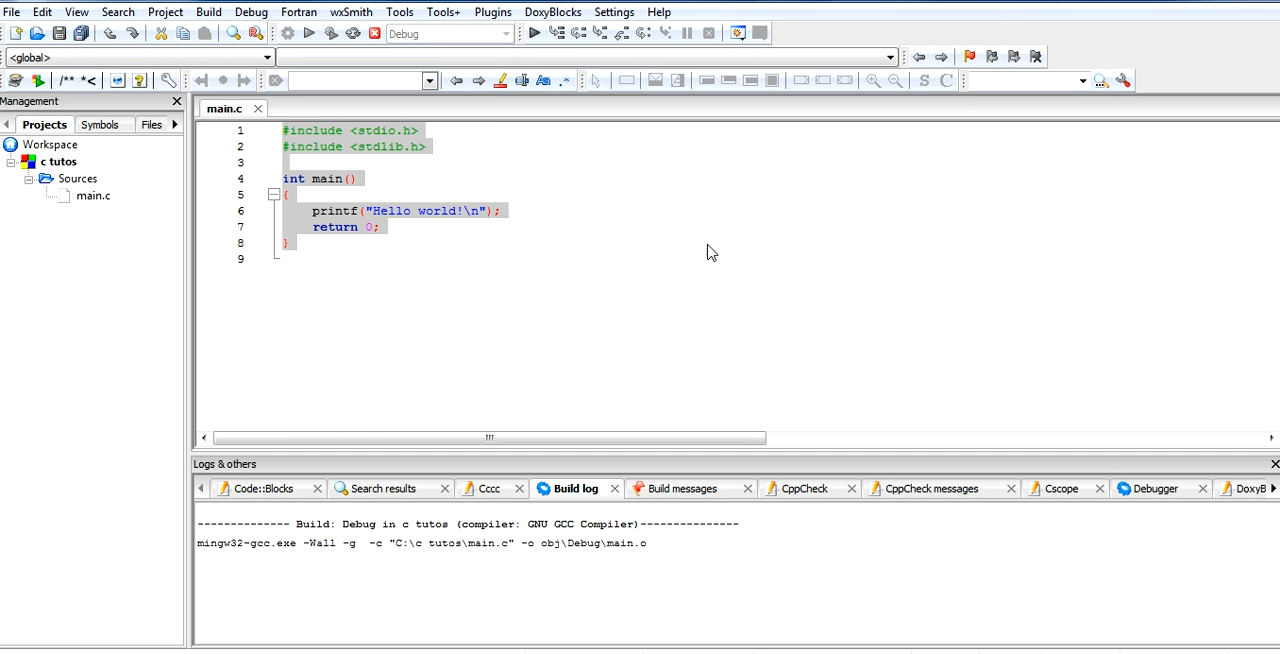 File Edit View Search Project Build Debug Fortran wxSmith Tools Tools+ Plugins DoxyBlocks Settings Help
Debug
<global>
/** *<
Aa .*
S C
Management
Projects Symbols Files
Workspace
c tutos
Sources
main.c
main.c
1 #include <stdio.h>
2 #include <stdlib.h>
3
4 int main()
5 {
6 printf("Hello world!\n");
7 return 0;
8 }
9
Logs & others
Code::Blocks Search results Cccc Build log Build messages CppCheck CppCheck messages Cscope Debugger DoxyB
-------------- Build: Debug in c tutos (compiler: GNU GCC Compiler)---------------
mingw32-gcc.exe -Wall -g -c "C:\c tutos\main.c" -o obj\Debug\main.o